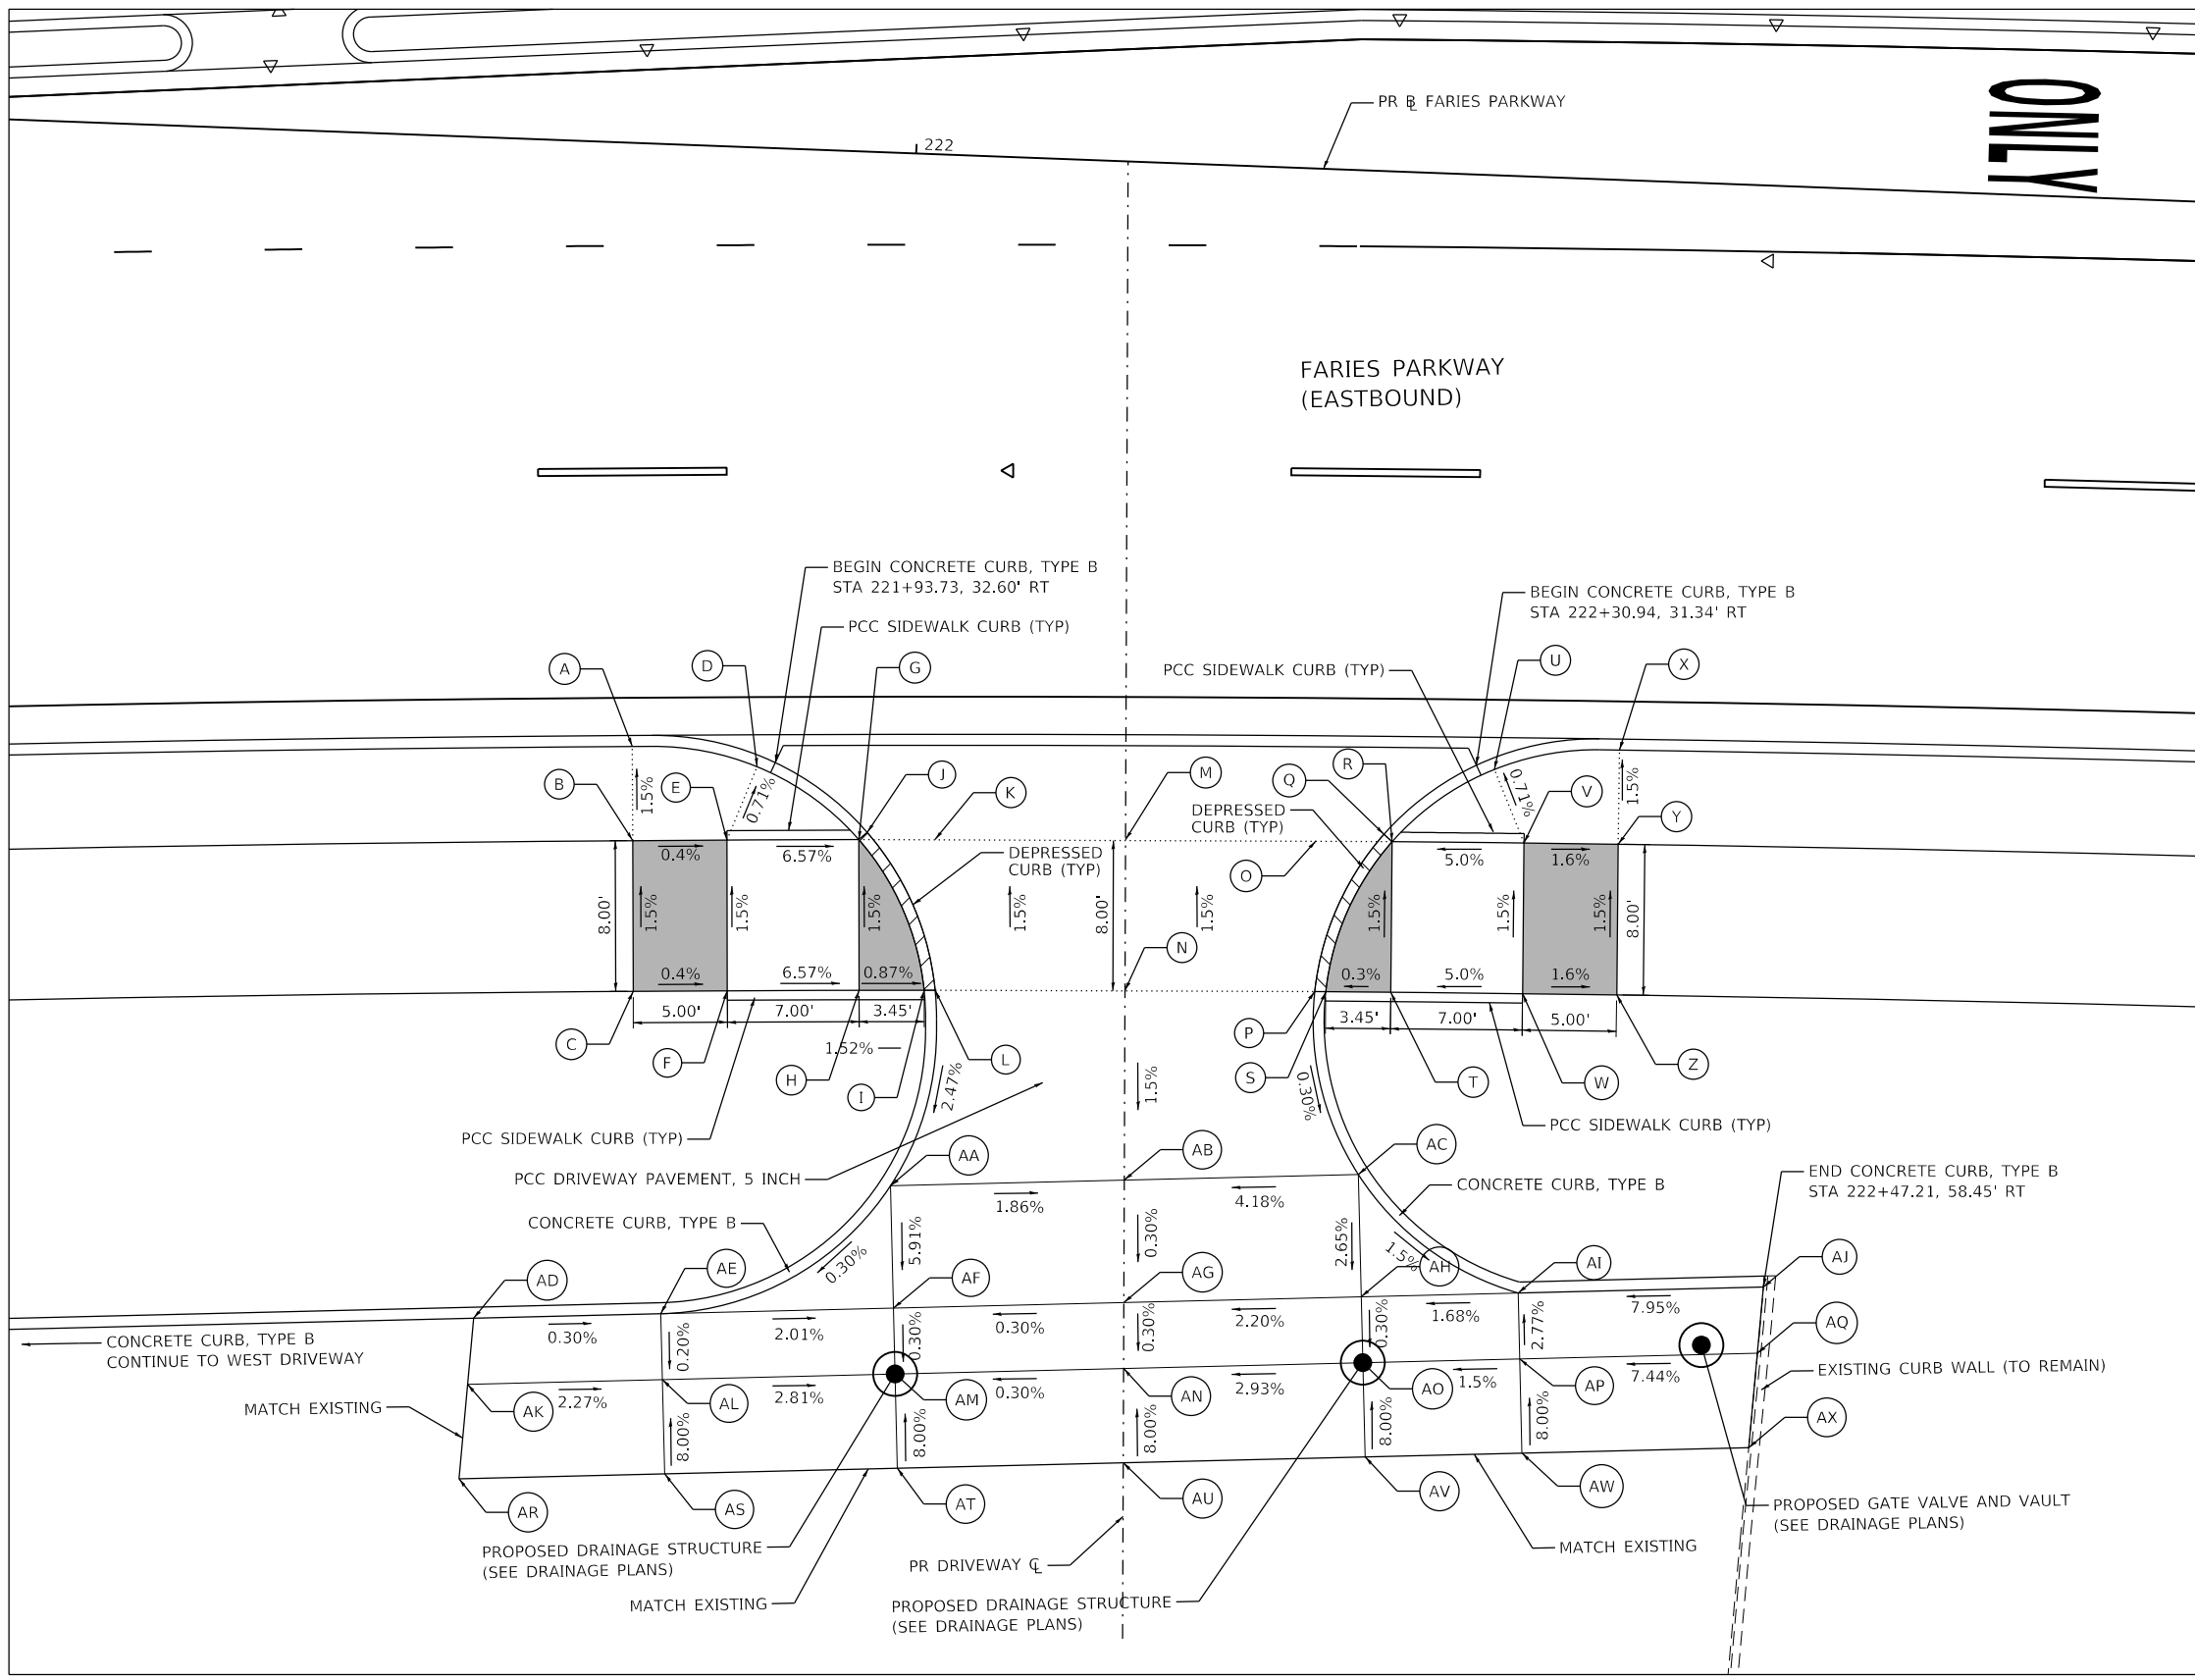 PR ℄ FARIES PARKWAY
ONLY
222
FARIES PARKWAY
(EASTBOUND)
BEGIN CONCRETE CURB, TYPE B
STA 221+93.73, 32.60' RT
PCC SIDEWALK CURB (TYP)
BEGIN CONCRETE CURB, TYPE B
STA 222+30.94, 31.34' RT
PCC SIDEWALK CURB (TYP)
A
D
G
U
X
B
E
J
K
M
Q
R
V
Y
1.5%
0.71%
0.71%
1.5%
DEPRESSED
CURB (TYP)
DEPRESSED
CURB (TYP)
O
0.4%
6.57%
5.0%
1.6%
8.00'
1.5%
1.5%
1.5%
1.5%
8.00'
1.5%
1.5%
1.5%
1.5%
8.00'
N
0.4%
6.57%
0.87%
0.3%
5.0%
1.6%
5.00'
7.00'
3.45'
3.45'
7.00'
5.00'
C
F
1.52%
H
I
L
P
S
T
W
Z
2.47%
1.5%
0.30%
PCC SIDEWALK CURB (TYP)
PCC SIDEWALK CURB (TYP)
PCC DRIVEWAY PAVEMENT, 5 INCH
AA
AB
AC
END CONCRETE CURB, TYPE B
STA 222+47.21, 58.45' RT
CONCRETE CURB, TYPE B
1.86%
4.18%
CONCRETE CURB, TYPE B
5.91%
0.30%
2.65%
1.5%
0.30%
AD
AE
AF
AG
AH
AI
AJ
0.30%
2.01%
0.30%
2.20%
1.68%
7.95%
0.20%
0.30%
0.30%
0.30%
2.77%
AQ
CONCRETE CURB, TYPE B
CONTINUE TO WEST DRIVEWAY
EXISTING CURB WALL (TO REMAIN)
MATCH EXISTING
AK
2.27%
AL
2.81%
AM
0.30%
AN
2.93%
AO
1.5%
AP
7.44%
AX
8.00%
8.00%
8.00%
8.00%
8.00%
AR
AS
AT
AU
AV
AW
PROPOSED GATE VALVE AND VAULT
(SEE DRAINAGE PLANS)
PROPOSED DRAINAGE STRUCTURE
(SEE DRAINAGE PLANS)
PR DRIVEWAY ℄
MATCH EXISTING
MATCH EXISTING
PROPOSED DRAINAGE STRUCTURE
(SEE DRAINAGE PLANS)